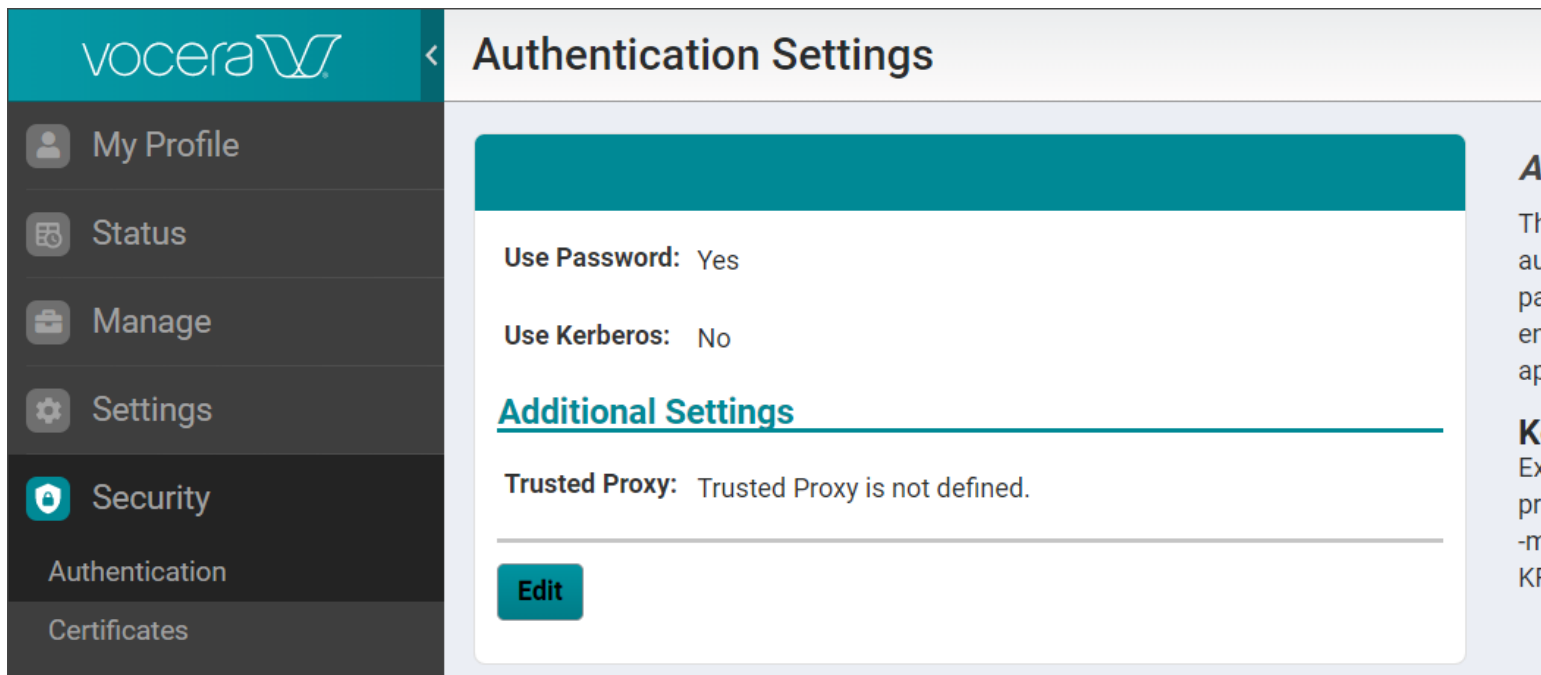 vocera
Authentication Settings
My Profile
Status
Manage
Settings
Security
Authentication
Certificates
Use Password: Yes
Use Kerberos: No
Additional Settings
Trusted Proxy: Trusted Proxy is not defined.
Edit